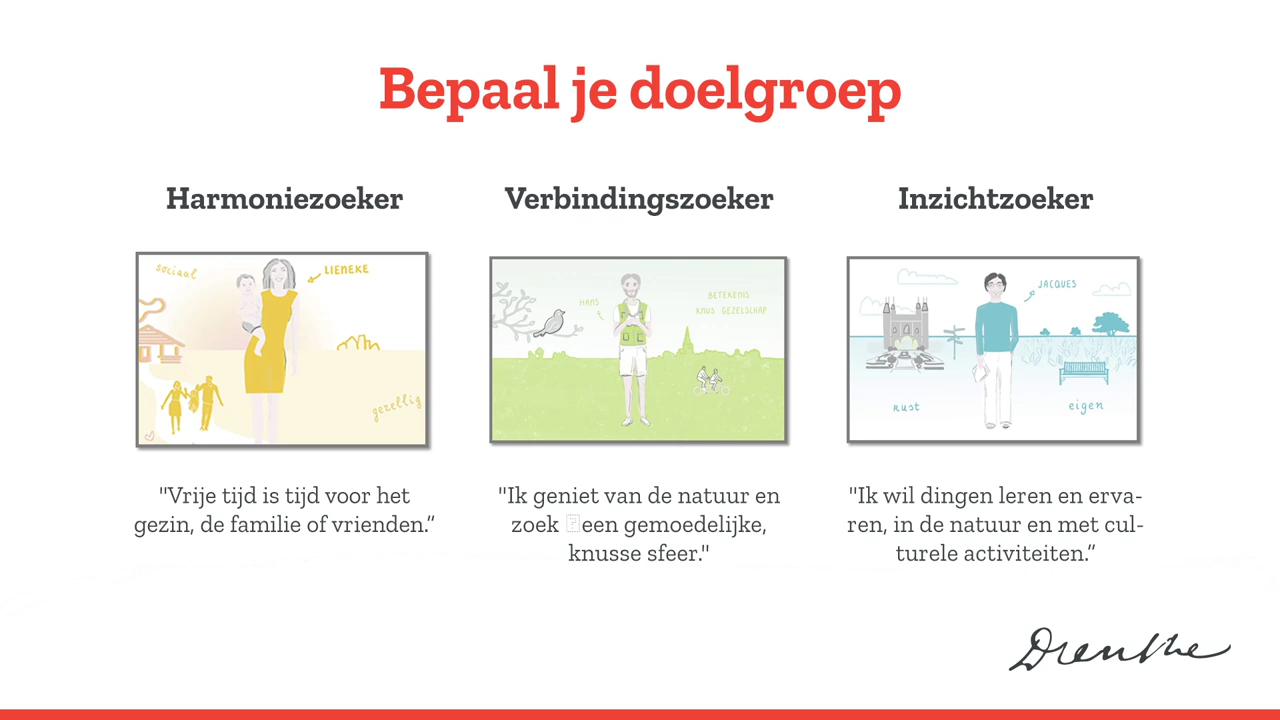 Bepaal je doelgroep
Harmoniezoeker
Verbindingszoeker
Inzichtzoeker
sociaal
LIENEKE
gezellig
HANS
BETEKENIS
KNUS GEZELSCHAP
JACQUES
rust
eigen
"Vrije tijd is tijd voor het
gezin, de familie of vrienden.”
"Ik geniet van de natuur en
zoek een gemoedelijke,
knusse sfeer."
"Ik wil dingen leren en erva-
ren, in de natuur en met cul-
turele activiteiten.”
Drenthe